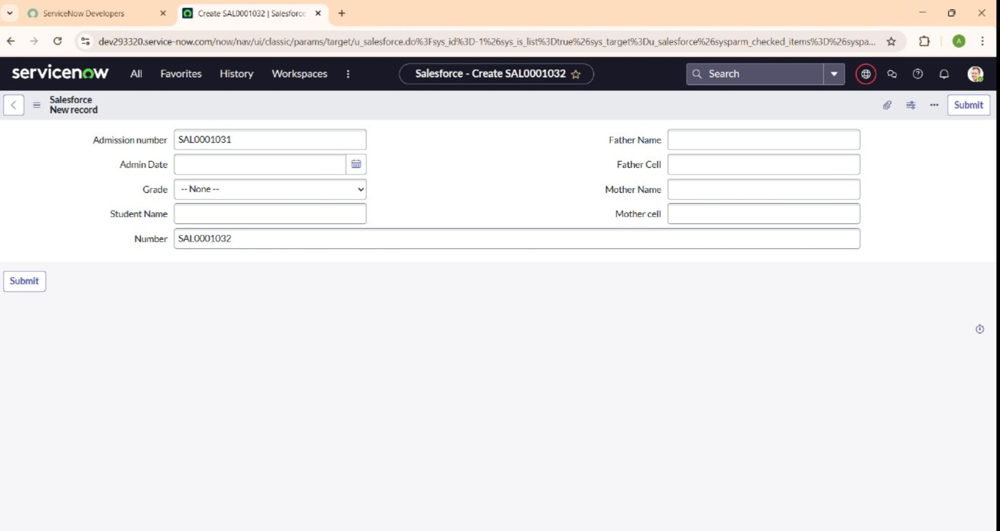 ServiceNow Developers
Create SAL0001032 | Salesforce
dev293320.service-now.com/now/nav/ui/classic/params/target/u_salesforce.do%3Fsys_id%3D-1%26sys_is_list%3Dtrue%26sys_target%3Du_salesforce%26sysparm_checked_items%3D%26syspa...
A
servicenow All Favorites History Workspaces Salesforce - Create SAL0001032 Search
Salesforce
New record
Submit
Admission number SAL0001031 Father Name
Admin Date Father Cell
Grade -- None -- Mother Name
Student Name Mother cell
Number SAL0001032
Submit